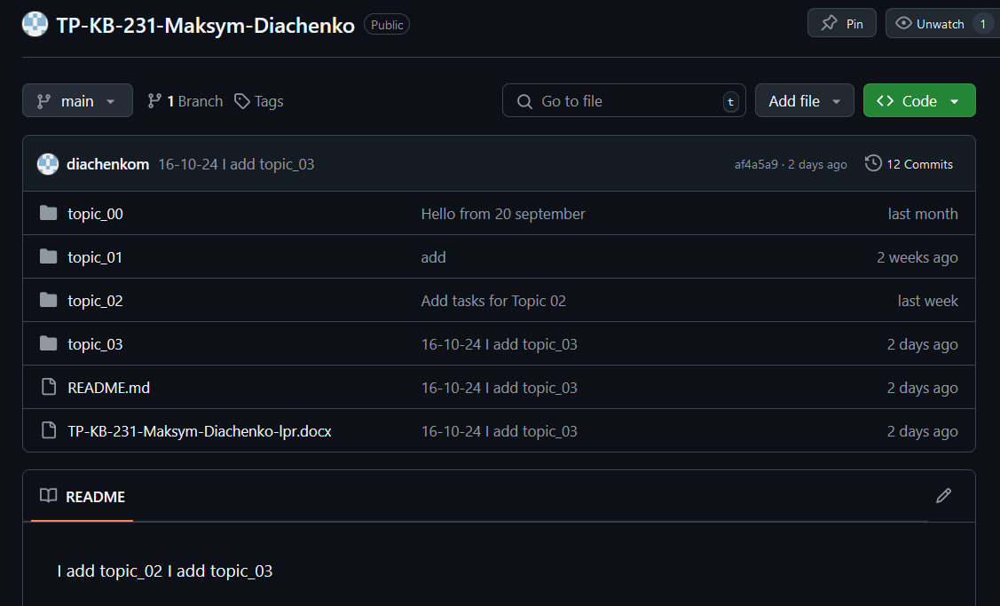 TP-KB-231-Maksym-Diachenko Public Pin Unwatch 1
main 1 Branch Tags Go to file t Add file Code
diachenkom 16-10-24 I add topic_03 af4a5a9 · 2 days ago 12 Commits
topic_00 Hello from 20 september last month
topic_01 add 2 weeks ago
topic_02 Add tasks for Topic 02 last week
topic_03 16-10-24 I add topic_03 2 days ago
README.md 16-10-24 I add topic_03 2 days ago
TP-KB-231-Maksym-Diachenko-lpr.docx 16-10-24 I add topic_03 2 days ago
README
I add topic_02 I add topic_03